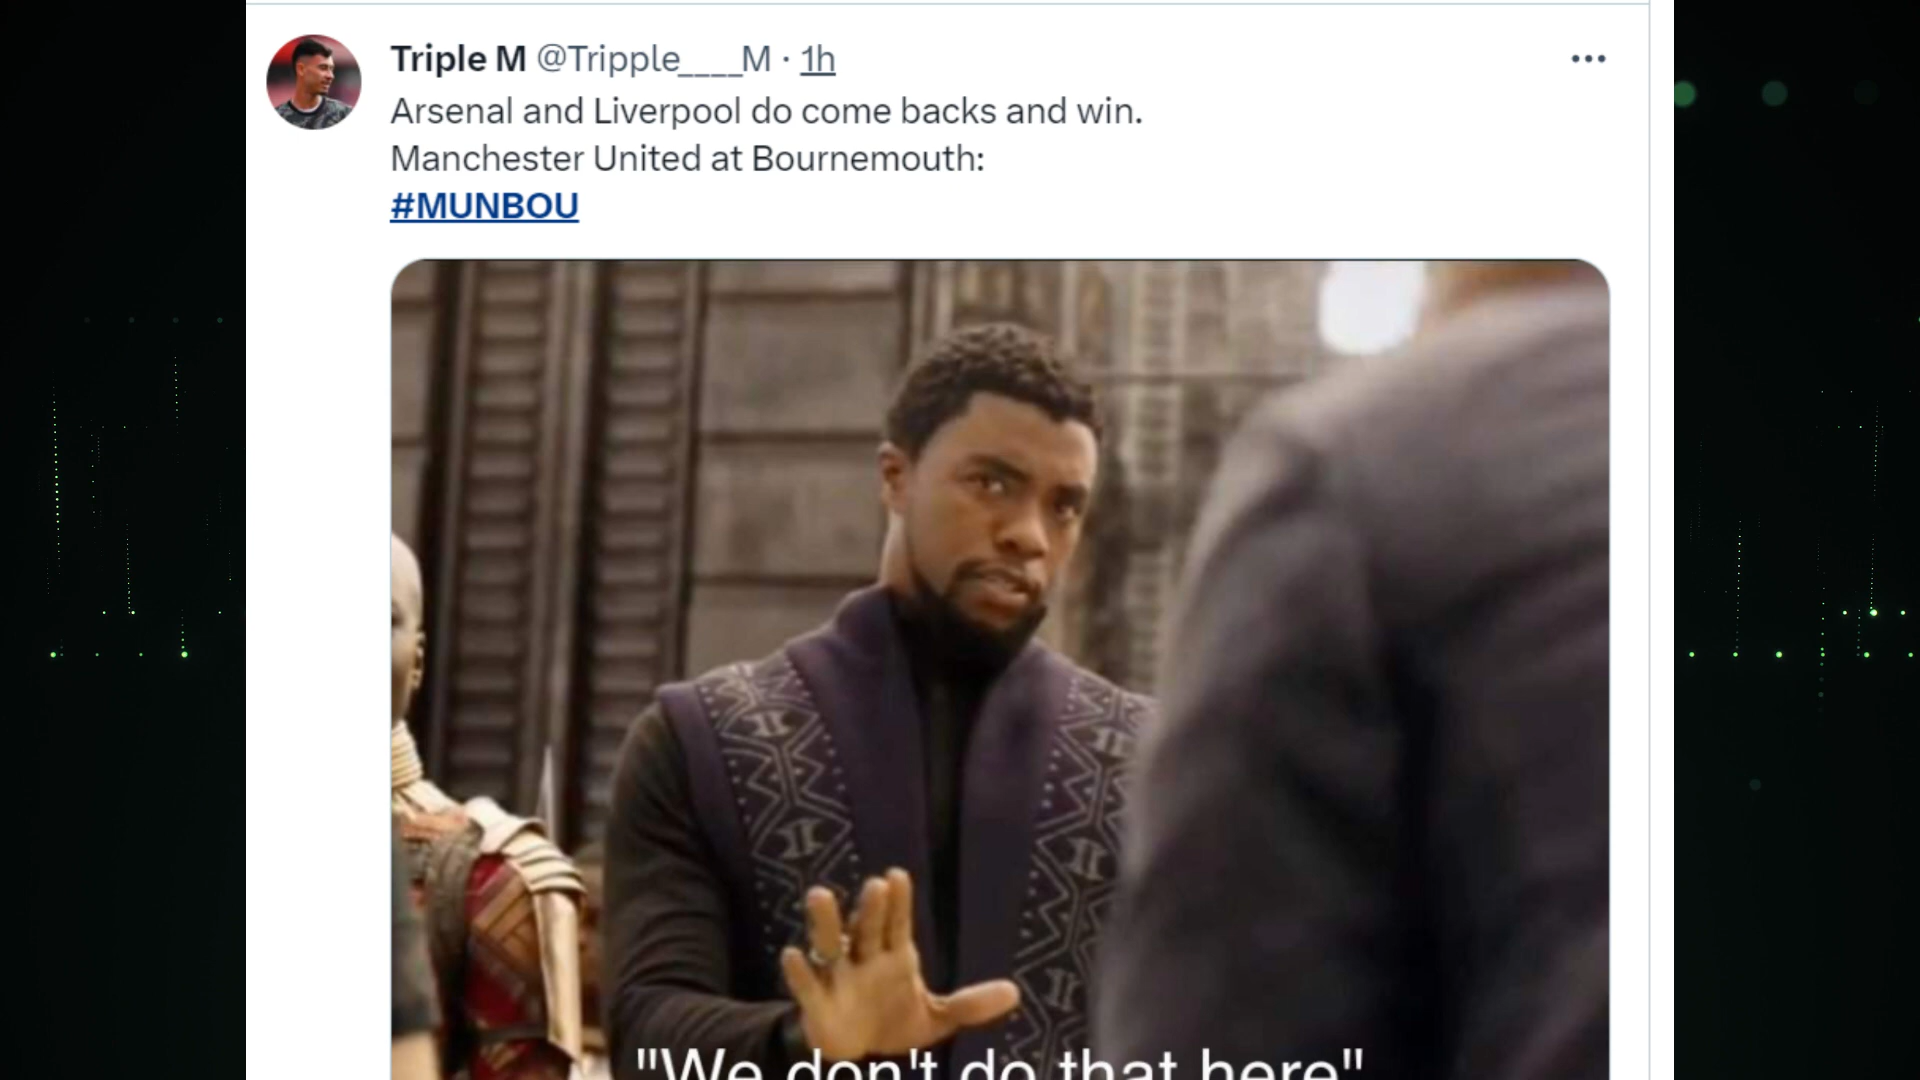 Triple M @Tripple____M · 1h
Arsenal and Liverpool do come backs and win.
Manchester United at Bournemouth:
#MUNBOU
"We don't do that here"